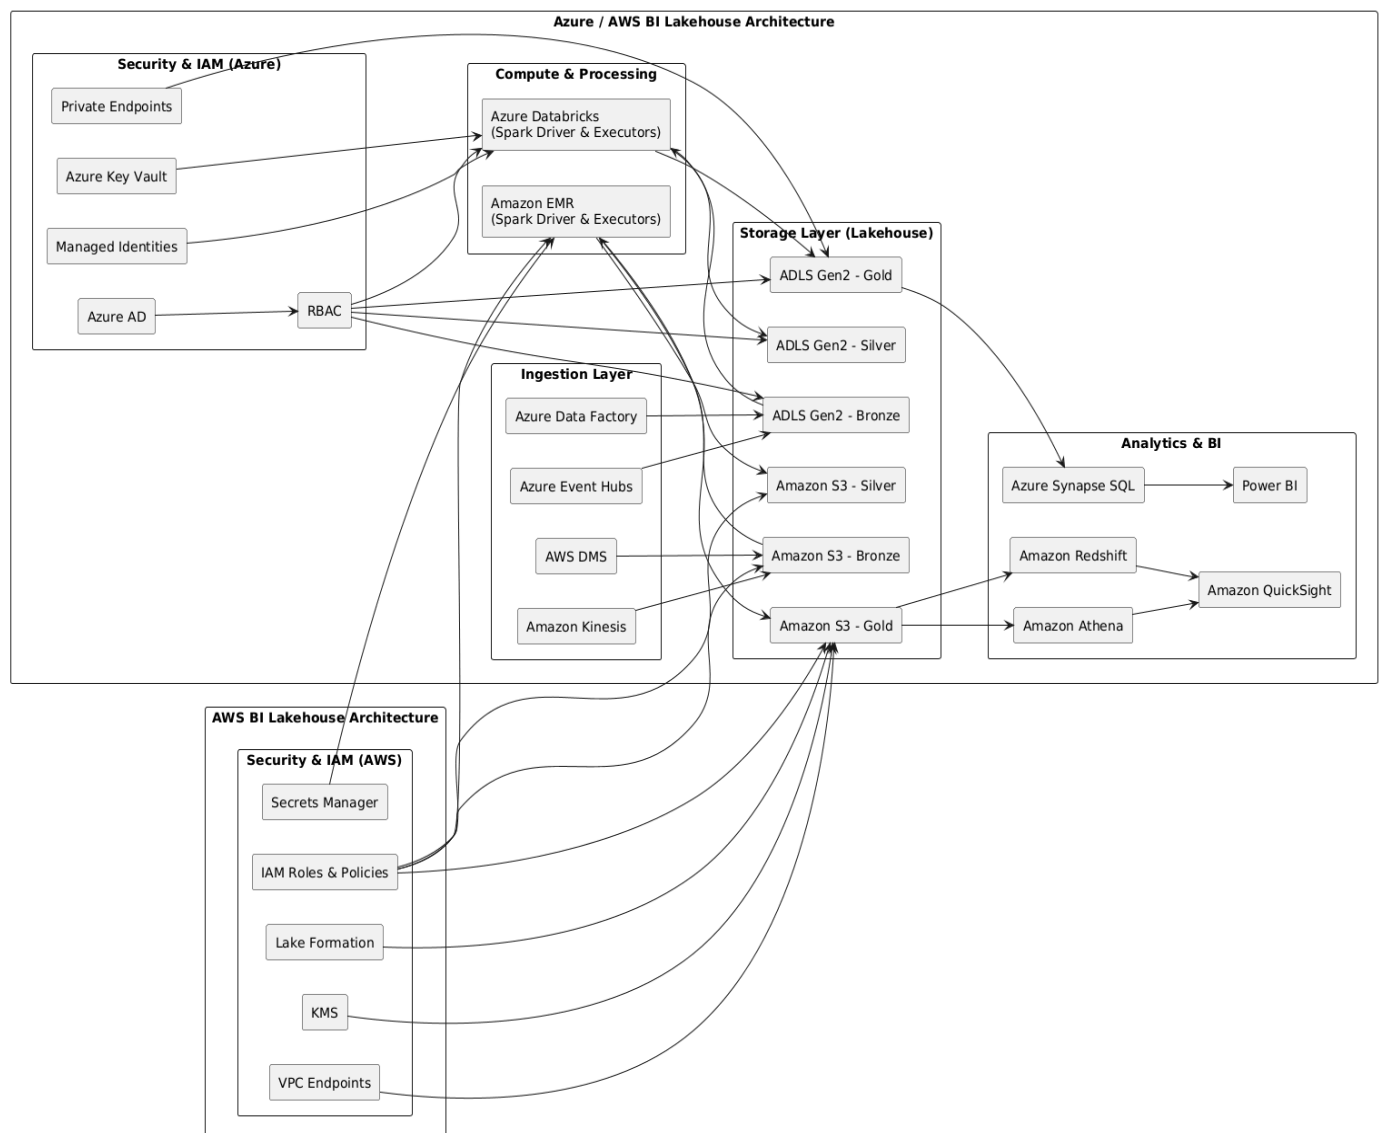 Azure / AWS BI Lakehouse Architecture
Security & IAM (Azure)
Private Endpoints
Azure Key Vault
Managed Identities
Azure AD
RBAC
Compute & Processing
Azure Databricks
(Spark Driver & Executors)
Amazon EMR
(Spark Driver & Executors)
Ingestion Layer
Azure Data Factory
Azure Event Hubs
AWS DMS
Amazon Kinesis
Storage Layer (Lakehouse)
ADLS Gen2 - Gold
ADLS Gen2 - Silver
ADLS Gen2 - Bronze
Amazon S3 - Silver
Amazon S3 - Bronze
Amazon S3 - Gold
Analytics & BI
Azure Synapse SQL
Power BI
Amazon Redshift
Amazon QuickSight
Amazon Athena
AWS BI Lakehouse Architecture
Security & IAM (AWS)
Secrets Manager
IAM Roles & Policies
Lake Formation
KMS
VPC Endpoints